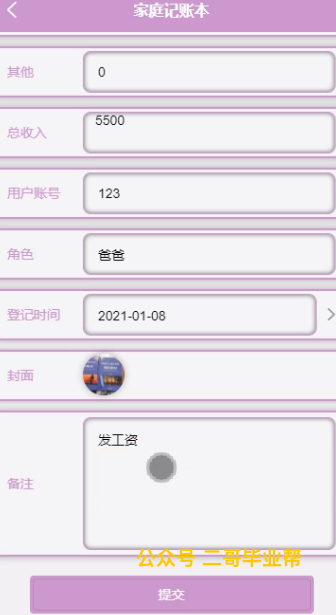 家庭记账本
其他 0
总收入 5500
用户账号 123
角色 爸爸
登记时间 2021-01-08
封面
备注 发工资
公众号 二哥毕业帮
提交